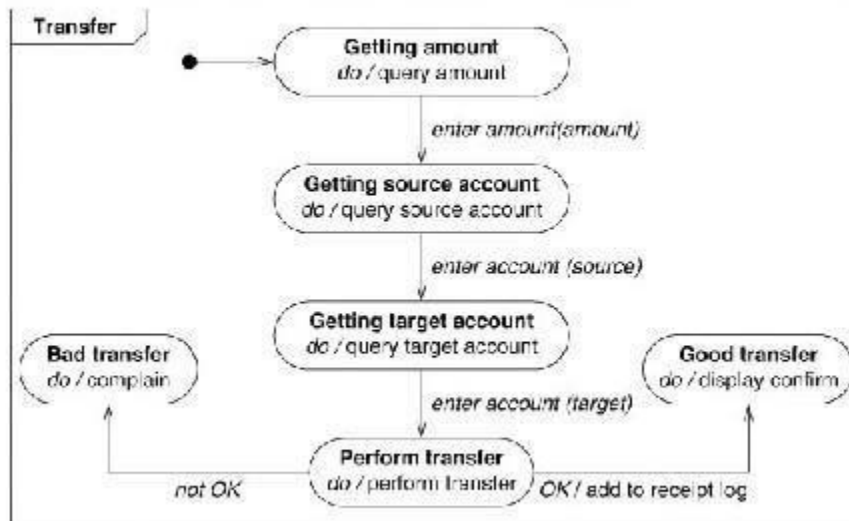 Transfer
Getting amount
do / query amount
enter amount(amount)
Getting source account
do / query source account
enter account (source)
Getting target account
do / query target account
Bad transfer
do / complain
Good transfer
do / display confirm
enter account (target)
Perform transfer
do / perform transfer
not OK
OK / add to receipt log